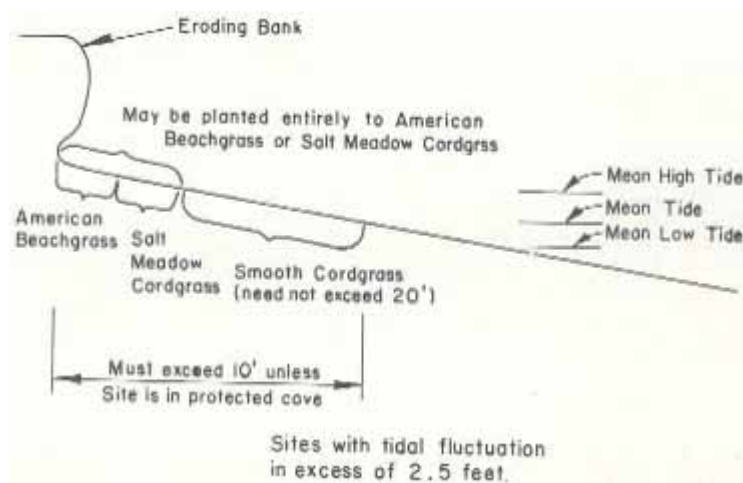 Eroding Bank
May be planted entirely to American
Beachgrass or Salt Meadow Cordgrss
Mean High Tide
Mean Tide
Mean Low Tide
American
Beachgrass
Salt
Meadow
Cordgrass
Smooth Cordgrass
(need not exceed 20')
Must exceed 10' unless
Site is in protected cove
Sites with tidal fluctuation
in excess of 2.5 feet.